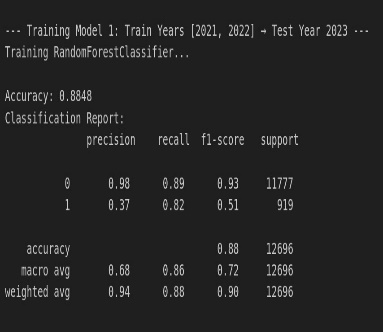 --- Training Model 1: Train Years [2021, 2022] → Test Year 2023 ---
Training RandomForestClassifier...
Accuracy: 0.8848
Classification Report:
precision recall f1-score support
0 0.98 0.89 0.93 11777
1 0.37 0.82 0.51 919
accuracy 0.88 12696
macro avg 0.68 0.86 0.72 12696
weighted avg 0.94 0.88 0.90 12696